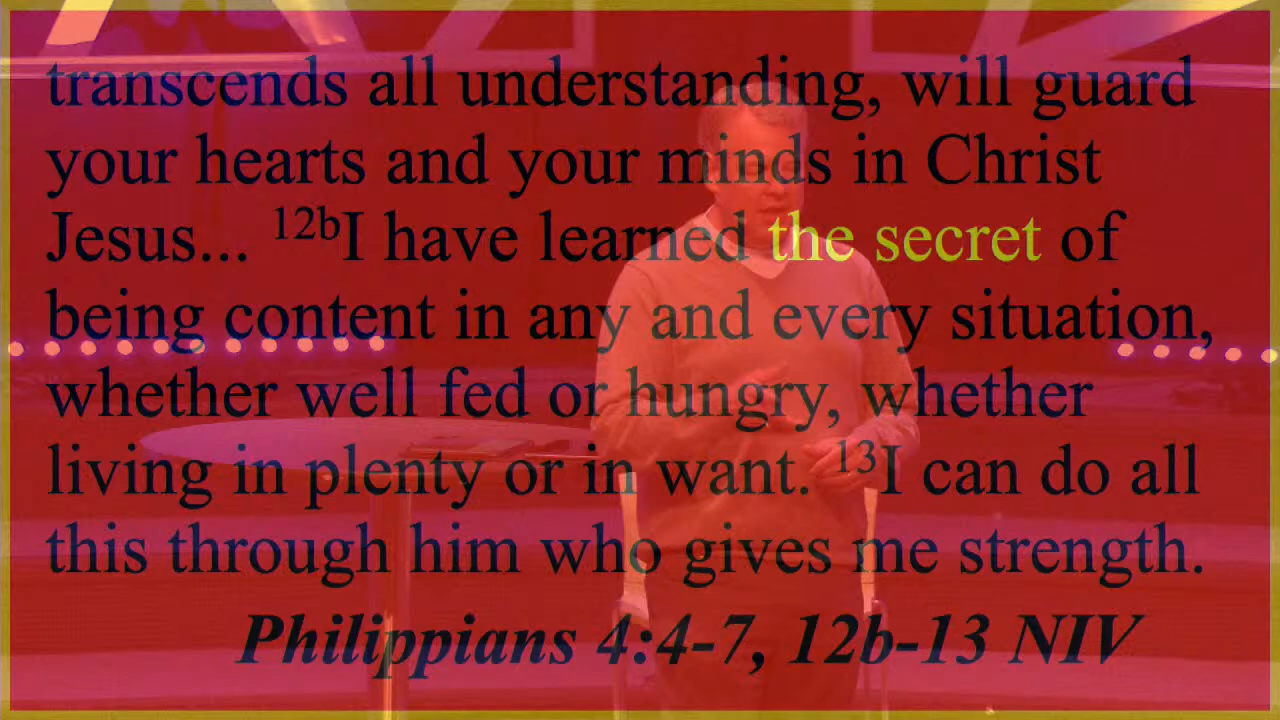 transcends all understanding, will guard
your hearts and your minds in Christ
Jesus... 12bI have learned the secret of
being content in any and every situation,
whether well fed or hungry, whether
living in plenty or in want. 13I can do all
this through him who gives me strength.
Philippians 4:4-7, 12b-13 NIV